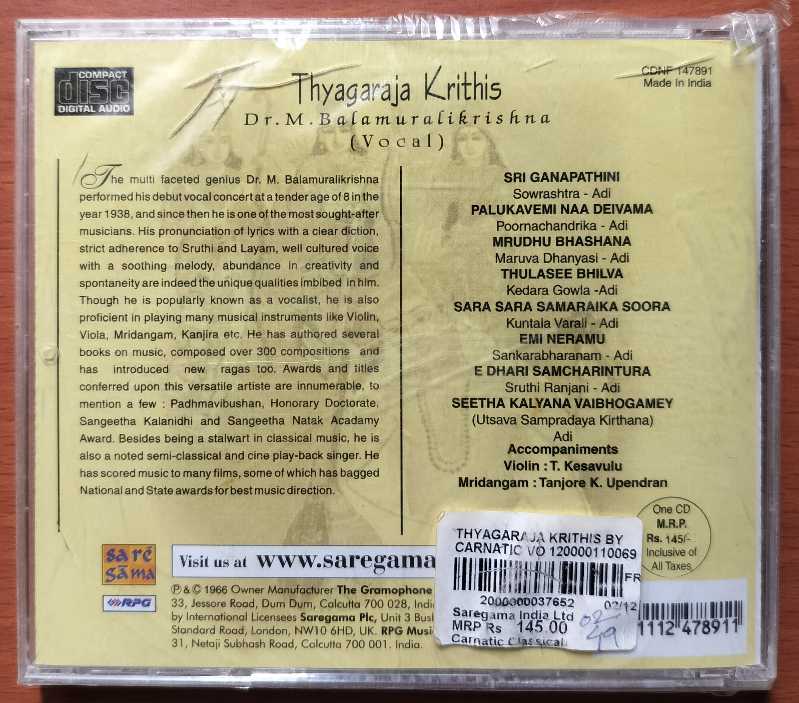 COMPACT
disc
DIGITAL AUDIO
Thyagaraja Krithis
Dr. M. Balamuralikrishna
(Vocal)
CDNF 147891
Made in India
The multi faceted genius Dr. M. Balamuralikrishna
performed his debut vocal concert at a tender age of 8 in the
year 1938, and since then he is one of the most sought-after
musicians. His pronunciation of lyrics with a clear diction,
strict adherence to Sruthi and Layam, well cultured voice
with a soothing melody, abundance in creativity and
spontaneity are indeed the unique qualities imbibed in him.
Though he is popularly known as a vocalist, he is also
proficient in playing many musical instruments like Violin,
Viola, Mridangam, Kanjira etc. He has authored several
books on music, composed over 300 compositions and
has introduced new ragas too. Awards and titles
conferred upon this versatile artiste are innumerable, to
mention a few : Padhmavibushan, Honorary Doctorate,
Sangeetha Kalanidhi and Sangeetha Natak Acadamy
Award. Besides being a stalwart in classical music, he is
also a noted semi-classical and cine play-back singer. He
has scored music to many films, some of which has bagged
National and State awards for best music direction.
SRI GANAPATHINI
Sowrashtra - Adi
PALUKAVEMI NAA DEIVAMA
Poornachandrika - Adi
MRUDHU BHASHANA
Maruva Dhanyasi - Adi
THULASEE BHILVA
Kedara Gowla -Adi
SARA SARA SAMARAIKA SOORA
Kuntala Varali - Adi
EMI NERAMU
Sankarabharanam - Adi
E DHARI SAMCHARINTURA
Sruthi Ranjani - Adi
SEETHA KALYANA VAIBHOGAMEY
(Utsava Sampradaya Kirthana)
Adi
Accompaniments
Violin : T. Kesavulu
Mridangam : Tanjore K. Upendran
One CD
M.R.P.
Rs. 145/-
Inclusive of
All Taxes
saré
gama
RPG
Visit us at www.saregama
℗ & © 1966 Owner Manufacturer The Gramophone
33, Jessore Road, Dum Dum, Calcutta 700 028, India
by International Licensees Saregama Plc, Unit 3 Bush
Standard Road, London, NW10 6HD, UK. RPG Music
31, Netaji Subhash Road, Calcutta 700 001. India.
THYAGARAJA KRITHIS BY
CARNATIC VO 120000110069
FR
2000000037652 02/12
Saregama India Ltd
MRP Rs 145.00
Carnatic Classical
1112 478911